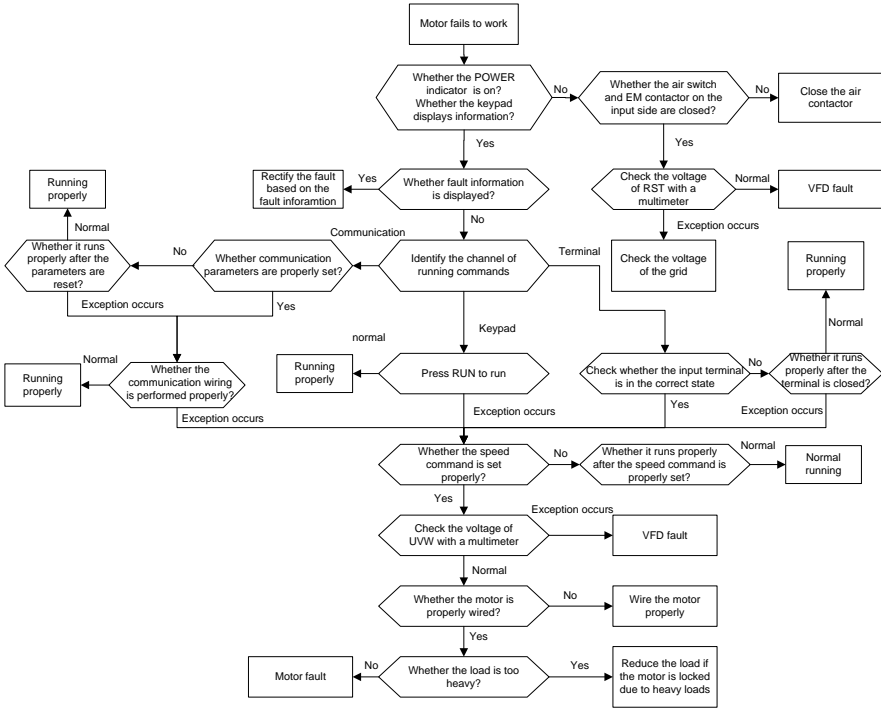 Motor fails to work
Whether the POWER
indicator is on?
Whether the keypad
displays information?
No
Whether the air switch
and EM contactor on the
input side are closed?
No
Close the air
contactor
Yes
Yes
Rectify the fault
based on the
fault inforamtion
Yes
Whether fault information
is displayed?
Check the voltage
of RST with a
multimeter
Normal
VFD fault
Running
properly
No
Exception occurs
Normal
Communication
Whether it runs
properly after the
parameters are
reset?
No
Whether communication
parameters are properly set?
Identify the channel of
running commands
Terminal
Check the voltage
of the grid
Running
properly
Exception occurs
Yes
Keypad
Normal
normal
Running
properly
Normal
Whether the
communication wiring
is performed properly?
Running
properly
Press RUN to run
Check whether the input terminal
is in the correct state
No
Whether it runs
properly after the
terminal is closed?
Exception occurs
Exception occurs
Yes
Exception occurs
Whether the speed
command is set
properly?
No
Whether it runs properly
after the speed command is
properly set?
Normal
Normal
running
Yes
Exception occurs
Check the voltage of
UVW with a multimeter
VFD fault
Normal
Whether the motor is
properly wired?
No
Wire the motor
properly
Yes
Motor fault
No
Whether the load is too
heavy?
Yes
Reduce the load if
the motor is locked
due to heavy loads